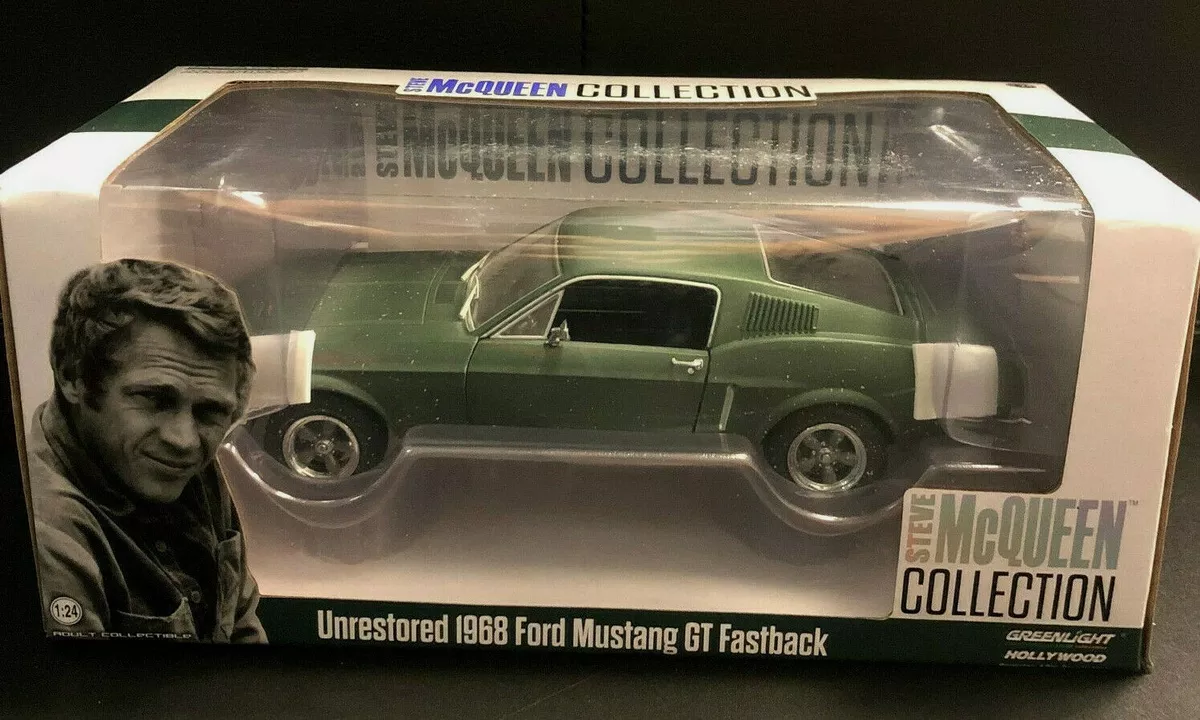 STEVE McQUEEN COLLECTION
STEVE McQUEEN COLLECTION
STEVE McQUEEN™
COLLECTION
1:24
ADULT COLLECTIBLE
Unrestored 1968 Ford Mustang GT Fastback
GREENLIGHT
HOLLYWOOD